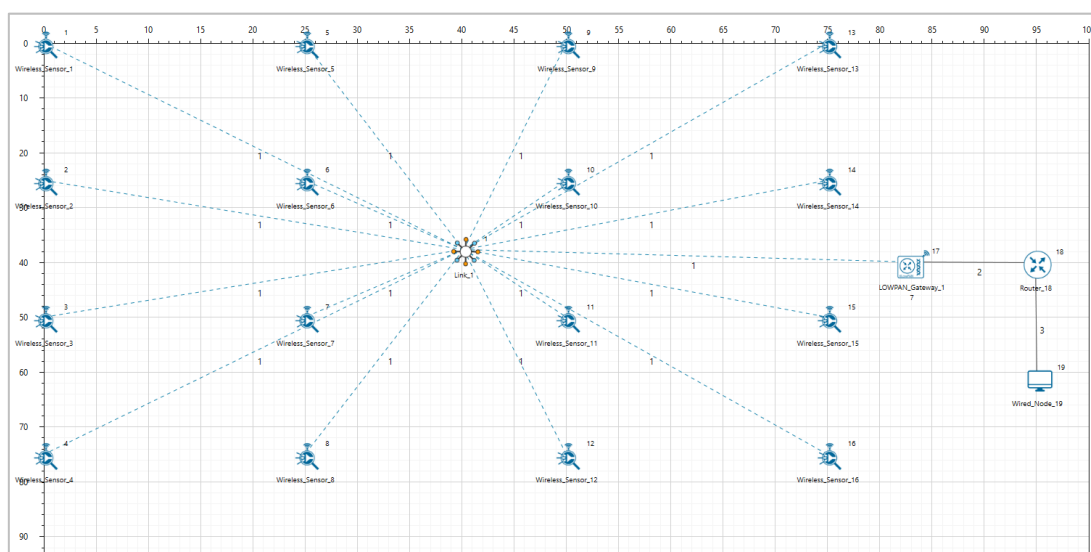 1 5 9 13
0 5 10 15 20 25 30 35 40 45 50 55 60 65 70 75 80 85 90 95 100
0
Wireless_Sensor_1 Wireless_Sensor_5 Wireless_Sensor_9 Wireless_Sensor_13
10
20 1 1 1 1
2 6 10 14
30 Wireless_Sensor_2 Wireless_Sensor_6 Wireless_Sensor_10 Wireless_Sensor_14
1 1 1 1
1
17 18
40 1 2
Link_1
LOWPAN_Gateway_1 Router_18
7
1 1 1 1
3 7 11 15
50
3
Wireless_Sensor_3 Wireless_Sensor_7 Wireless_Sensor_11 Wireless_Sensor_15
1 1 1 1
60 19
Wired_Node_19
70
4 8 12 16
80 Wireless_Sensor_4 Wireless_Sensor_8 Wireless_Sensor_12 Wireless_Sensor_16
90